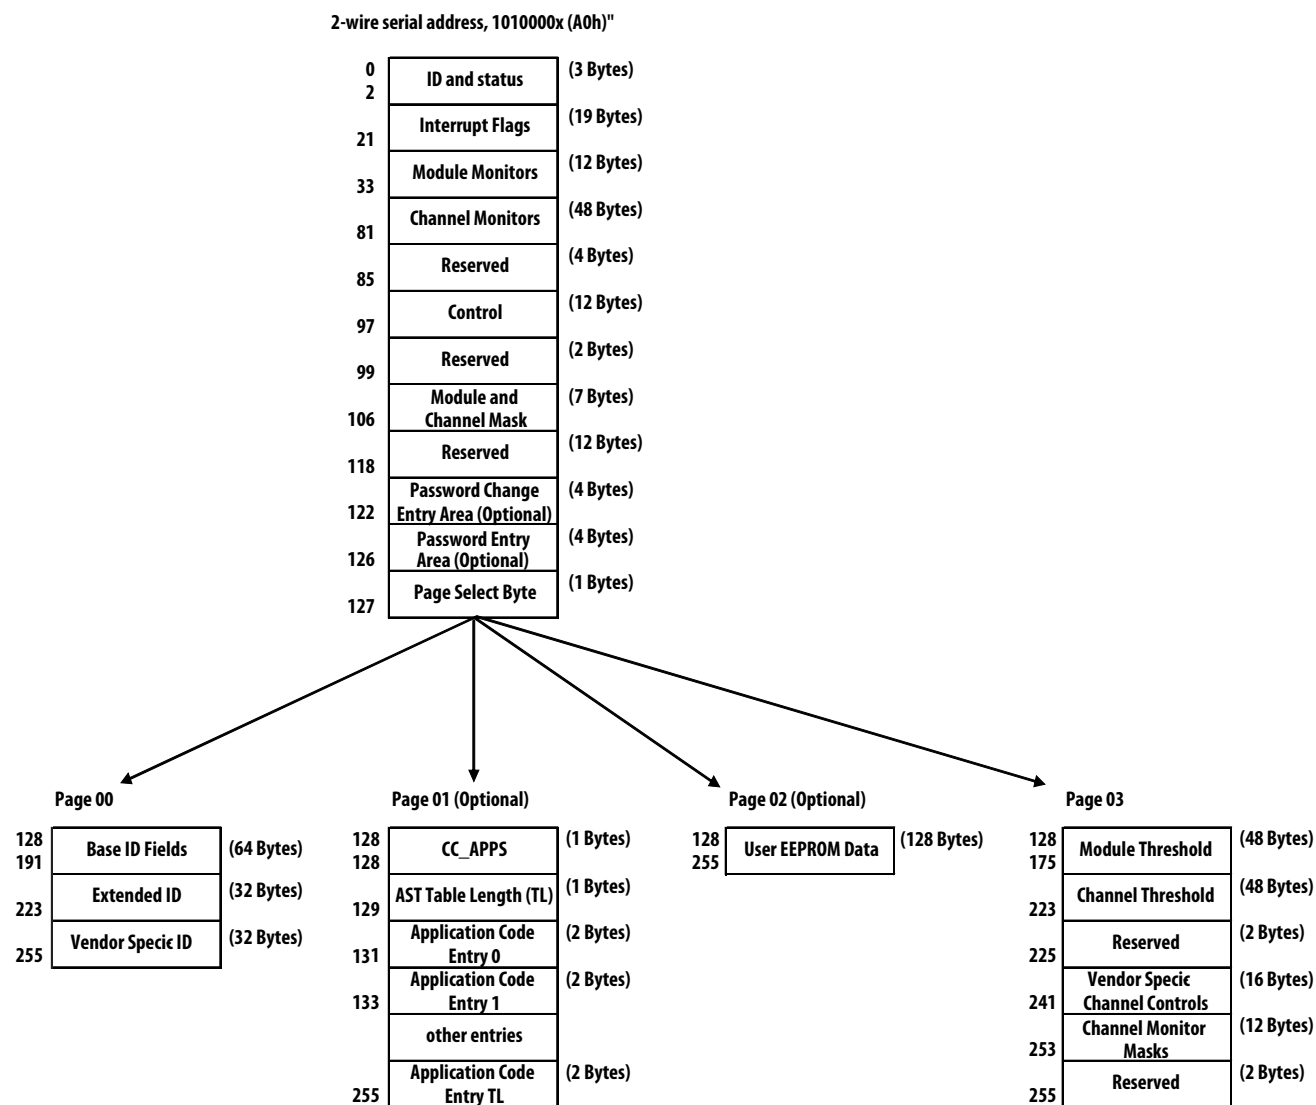 2-wire serial address, 1010000x (A0h)"
0
2
ID and status
(3 Bytes)
21
Interrupt Flags
(19 Bytes)
33
Module Monitors
(12 Bytes)
81
Channel Monitors
(48 Bytes)
85
Reserved
(4 Bytes)
97
Control
(12 Bytes)
99
Reserved
(2 Bytes)
106
Module and
Channel Mask
(7 Bytes)
118
Reserved
(12 Bytes)
122
Password Change
Entry Area (Optional)
(4 Bytes)
126
Password Entry
Area (Optional)
(4 Bytes)
127
Page Select Byte
(1 Bytes)
Page 00
128
191
Base ID Fields
(64 Bytes)
223
Extended ID
(32 Bytes)
255
Vendor Specic ID
(32 Bytes)
Page 01 (Optional)
128
128
CC_APPS
(1 Bytes)
129
AST Table Length (TL)
(1 Bytes)
131
Application Code
Entry 0
(2 Bytes)
133
Application Code
Entry 1
(2 Bytes)
other entries
255
Application Code
Entry TL
(2 Bytes)
Page 02 (Optional)
128
255
User EEPROM Data
(128 Bytes)
Page 03
128
175
Module Threshold
(48 Bytes)
223
Channel Threshold
(48 Bytes)
225
Reserved
(2 Bytes)
241
Vendor Specic
Channel Controls
(16 Bytes)
253
Channel Monitor
Masks
(12 Bytes)
255
Reserved
(2 Bytes)